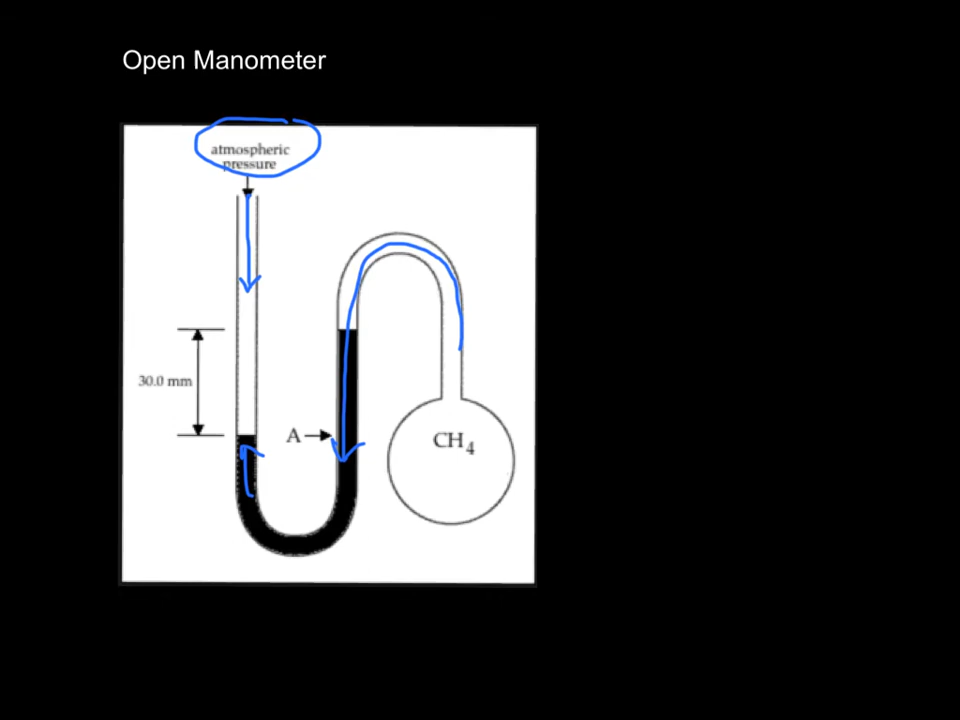 Open Manometer
atmospheric
pressure
30.0 mm
A
CH4